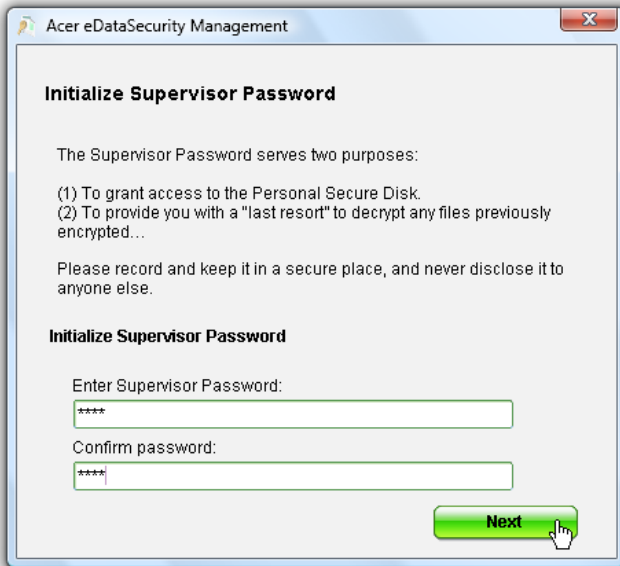 Acer eDataSecurity Management
Initialize Supervisor Password
The Supervisor Password serves two purposes:
(1) To grant access to the Personal Secure Disk.
(2) To provide you with a "last resort" to decrypt any files previously
encrypted...
Please record and keep it in a secure place, and never disclose it to
anyone else.
Initialize Supervisor Password
Enter Supervisor Password:
****
Confirm password:
****
Next